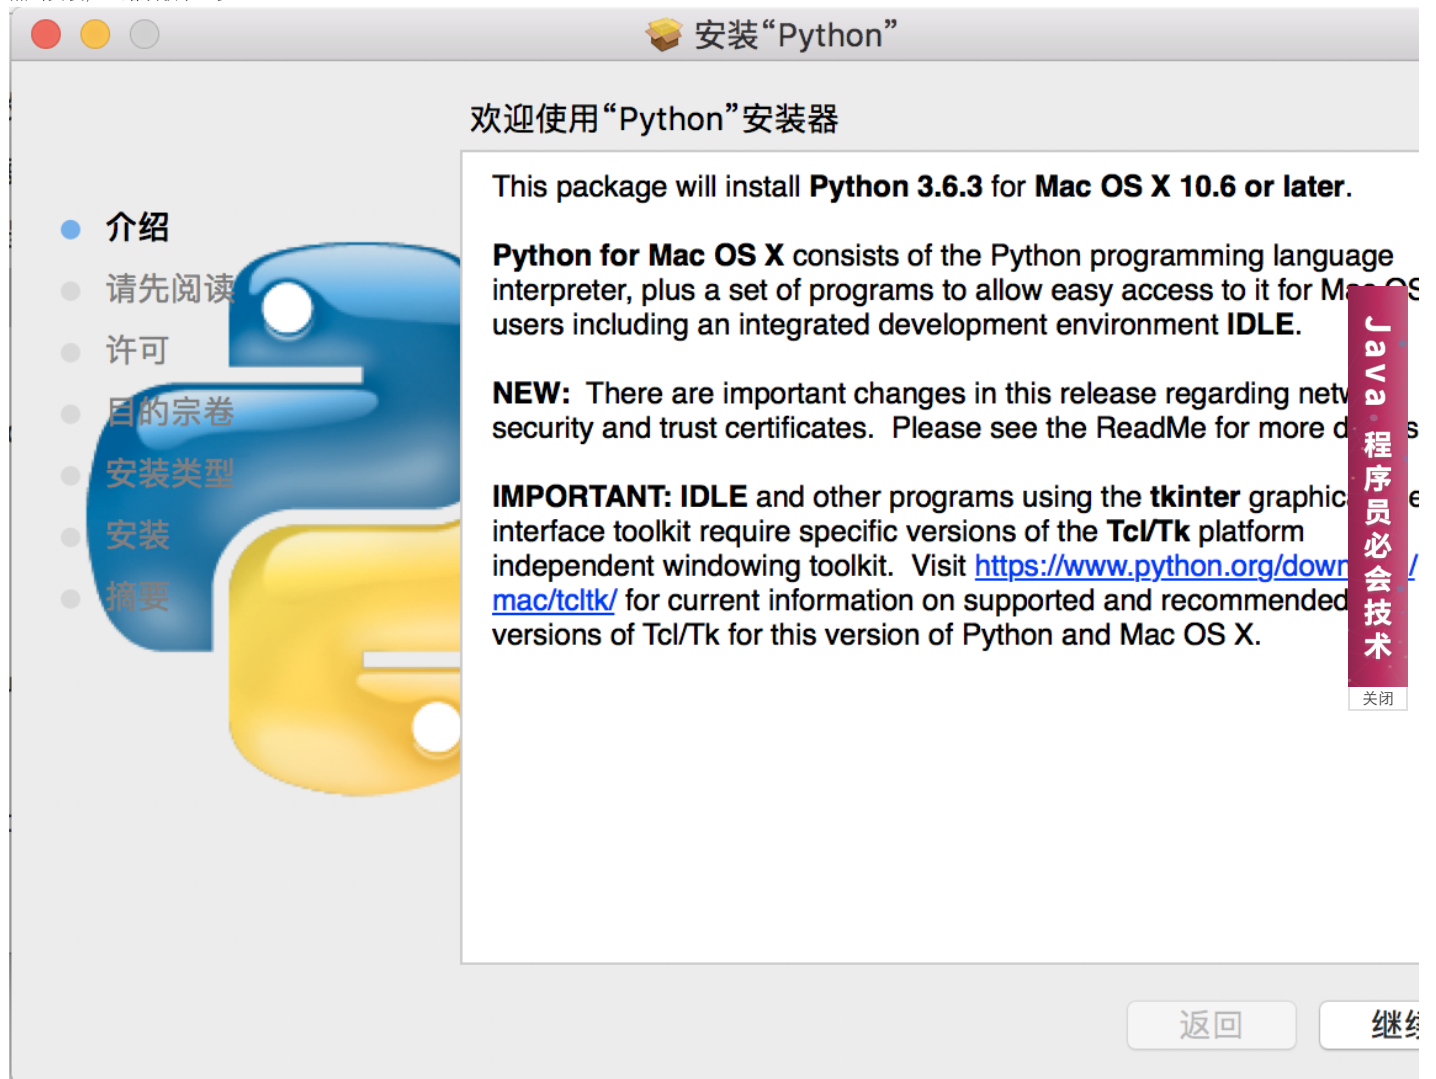 安装“Python”
欢迎使用“Python”安装器
介绍
请先阅读
许可
目的宗卷
安装类型
安装
摘要
This package will install Python 3.6.3 for Mac OS X 10.6 or later.
Python for Mac OS X consists of the Python programming language
interpreter, plus a set of programs to allow easy access to it for Mac OS
users including an integrated development environment IDLE.
NEW: There are important changes in this release regarding
security and trust certificates. Please see the ReadMe for more
IMPORTANT: IDLE and other programs using the tkinter
interface toolkit require specific versions of the Tcl/Tk platform
independent windowing toolkit. Visit https://www.python.org/
mac/tcltk/ for current information on supported and recommended
versions of Tcl/Tk for this version of Python and Mac OS X.
Java程序员必会技术
关闭
返回
继续